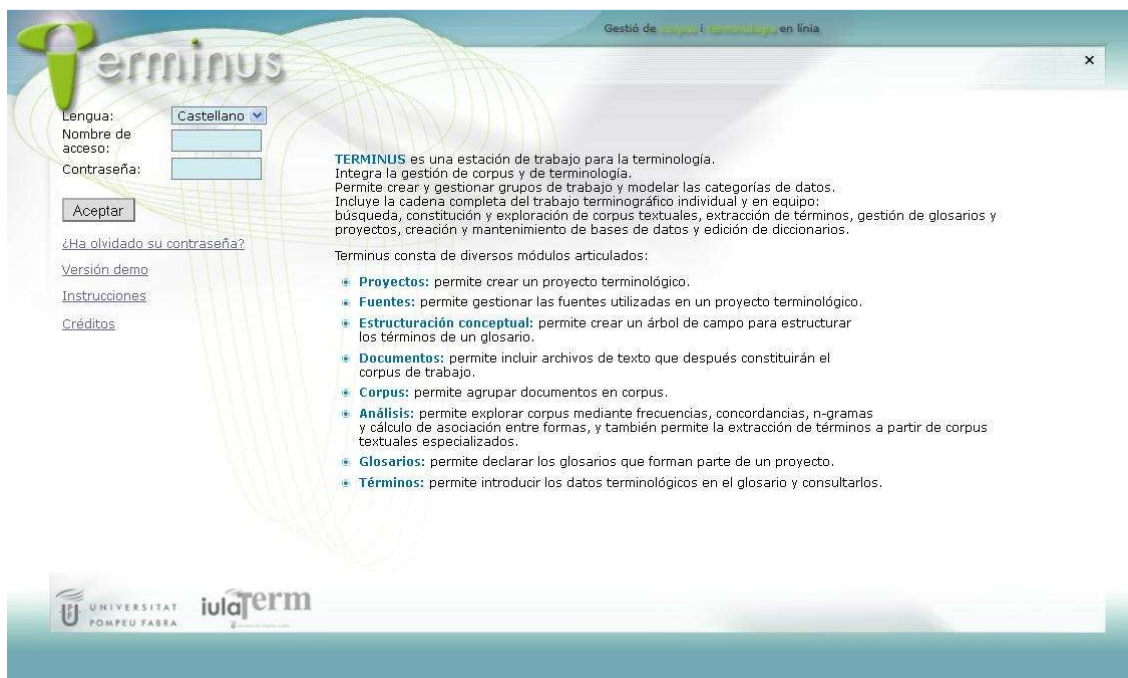 Terminus
Gestió de corpus i terminologia en línia
×
Lengua: Castellano
Nombre de
acceso:
Contraseña:
Aceptar
¿Ha olvidado su contraseña?
Versión demo
Instrucciones
Créditos
TERMINUS es una estación de trabajo para la terminología.
Integra la gestión de corpus y de terminología.
Permite crear y gestionar grupos de trabajo y modelar las categorías de datos.
Incluye la cadena completa del trabajo terminográfico individual y en equipo:
búsqueda, constitución y exploración de corpus textuales, extracción de términos, gestión de glosarios y
proyectos, creación y mantenimiento de bases de datos y edición de diccionarios.
Terminus consta de diversos módulos articulados:
Proyectos: permite crear un proyecto terminológico.
Fuentes: permite gestionar las fuentes utilizadas en un proyecto terminológico.
Estructuración conceptual: permite crear un árbol de campo para estructurar
los términos de un glosario.
Documentos: permite incluir archivos de texto que después constituirán el
corpus de trabajo.
Corpus: permite agrupar documentos en corpus.
Análisis: permite explorar corpus mediante frecuencias, concordancias, n-gramas
y cálculo de asociación entre formas, y también permite la extracción de términos a partir de corpus
textuales especializados.
Glosarios: permite declarar los glosarios que forman parte de un proyecto.
Términos: permite introducir los datos terminológicos en el glosario y consultarlos.
UNIVERSITAT
POMPEU FABRA
iulaTerm